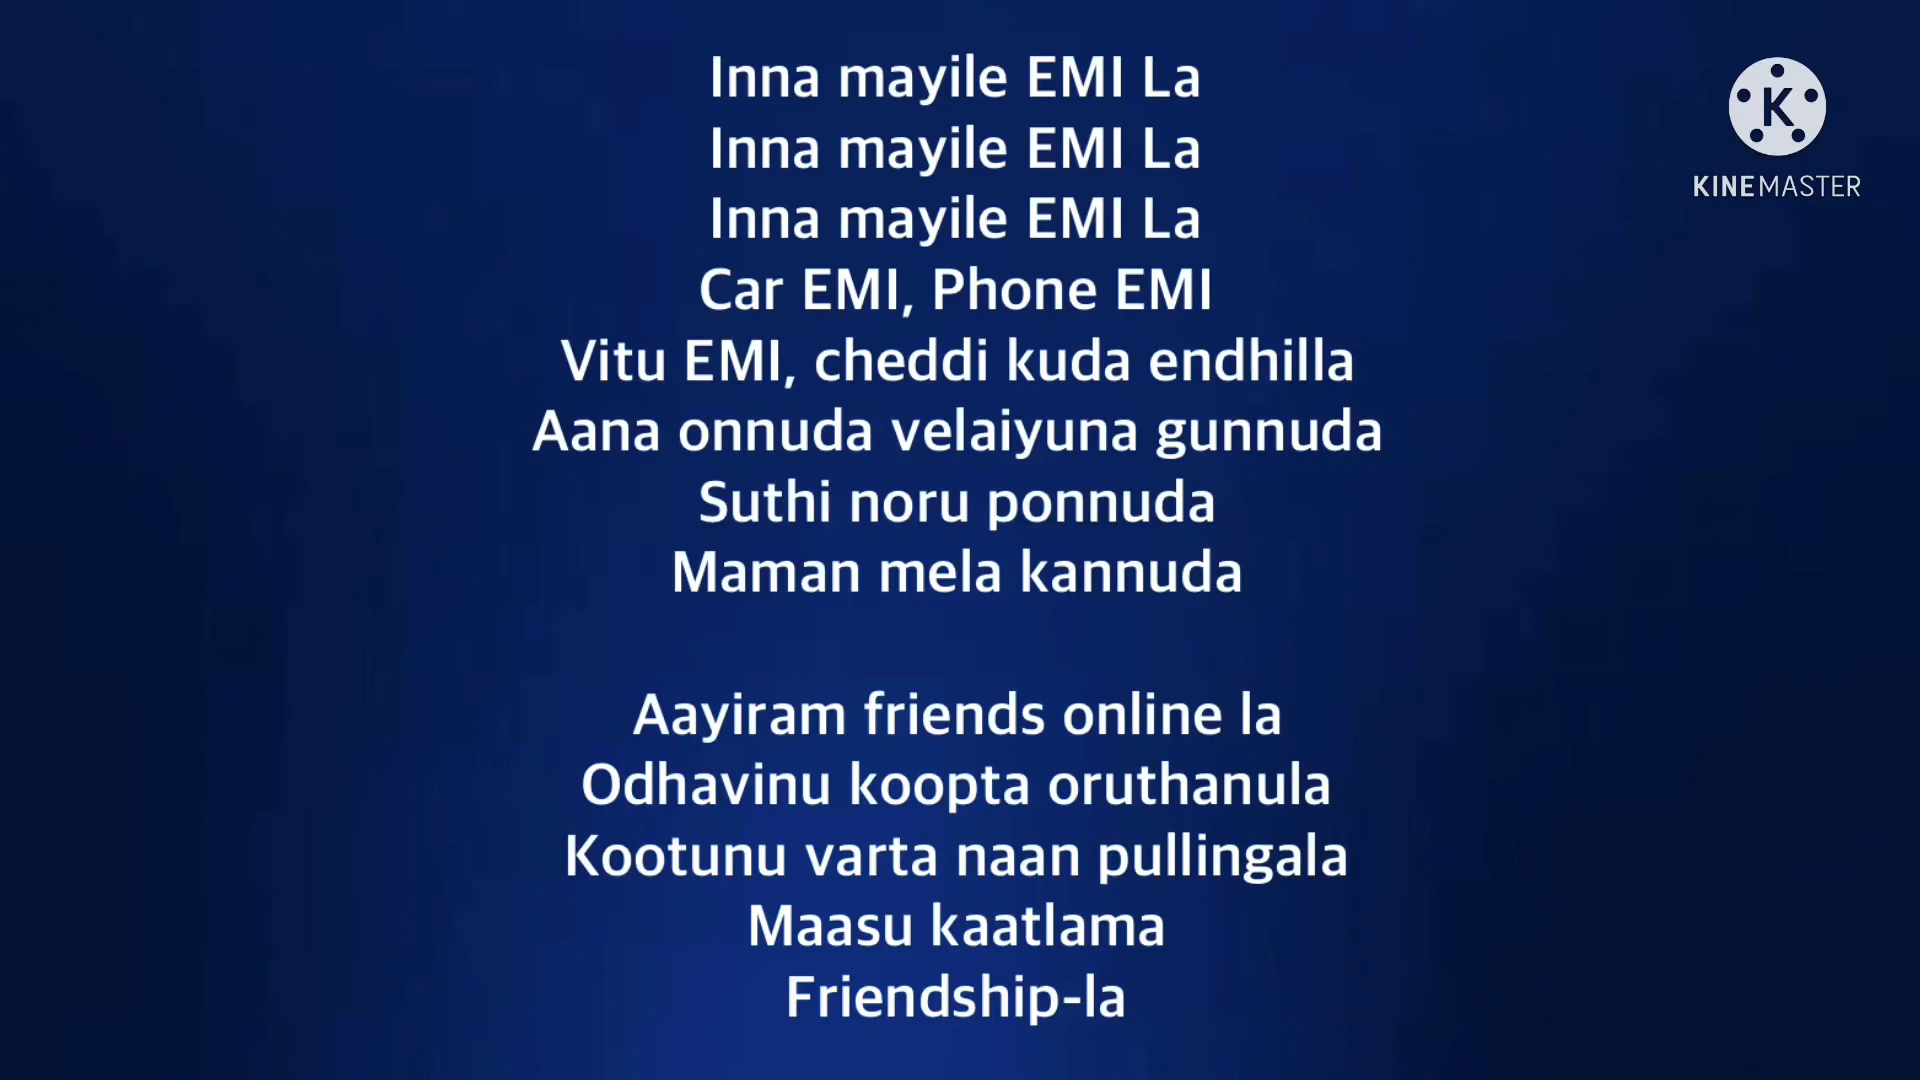 Inna mayile EMI La
Inna mayile EMI La
Inna mayile EMI La
Car EMI, Phone EMI
Vitu EMI, cheddi kuda endhilla
Aana onnuda velaiyuna gunnuda
Suthi noru ponnuda
Maman mela kannuda
Aayiram friends online la
Odhavinu koopta oruthanula
Kootunu varta naan pullingala
Maasu kaatlama
Friendship-la
K
KINEMASTER